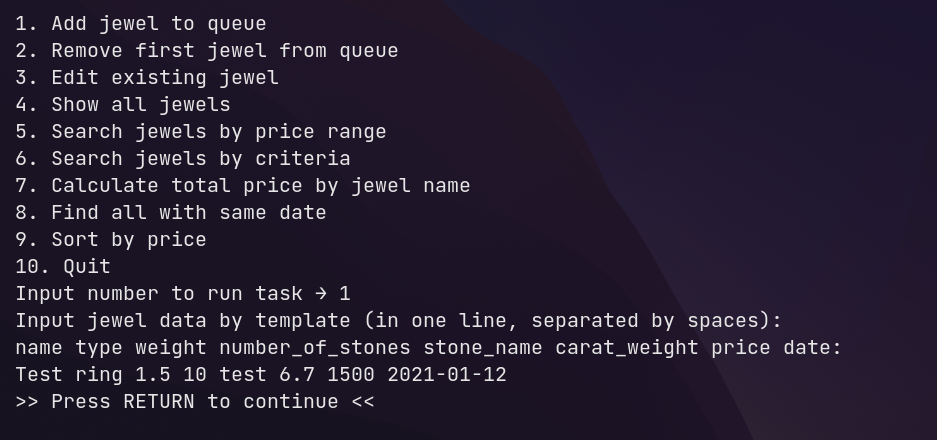 1. Add jewel to queue
2. Remove first jewel from queue
3. Edit existing jewel
4. Show all jewels
5. Search jewels by price range
6. Search jewels by criteria
7. Calculate total price by jewel name
8. Find all with same date
9. Sort by price
10. Quit
Input number to run task → 1
Input jewel data by template (in one line, separated by spaces):
name type weight number_of_stones stone_name carat_weight price date:
Test ring 1.5 10 test 6.7 1500 2021-01-12
>> Press RETURN to continue <<